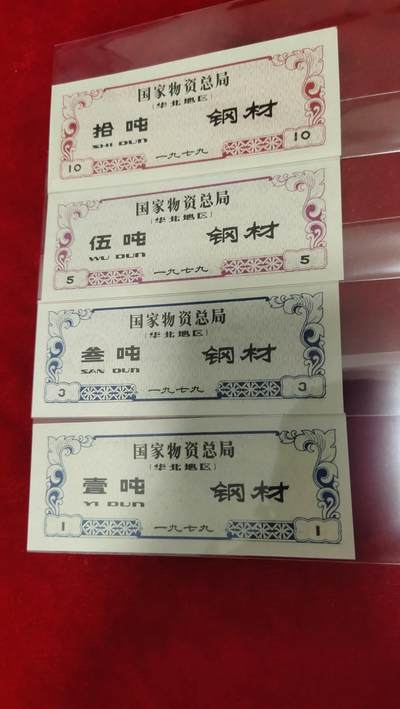 国家物资总局
(华北地区)
拾吨 钢材
SHI DUN
10 一九七九 10
国家物资总局
(华北地区)
伍吨 钢材
WU DUN
5 一九七九 5
国家物资总局
(华北地区)
叁吨 钢材
SAN DUN
3 一九七九 3
国家物资总局
(华北地区)
壹吨 钢材
YI DUN
1 一九七九 1